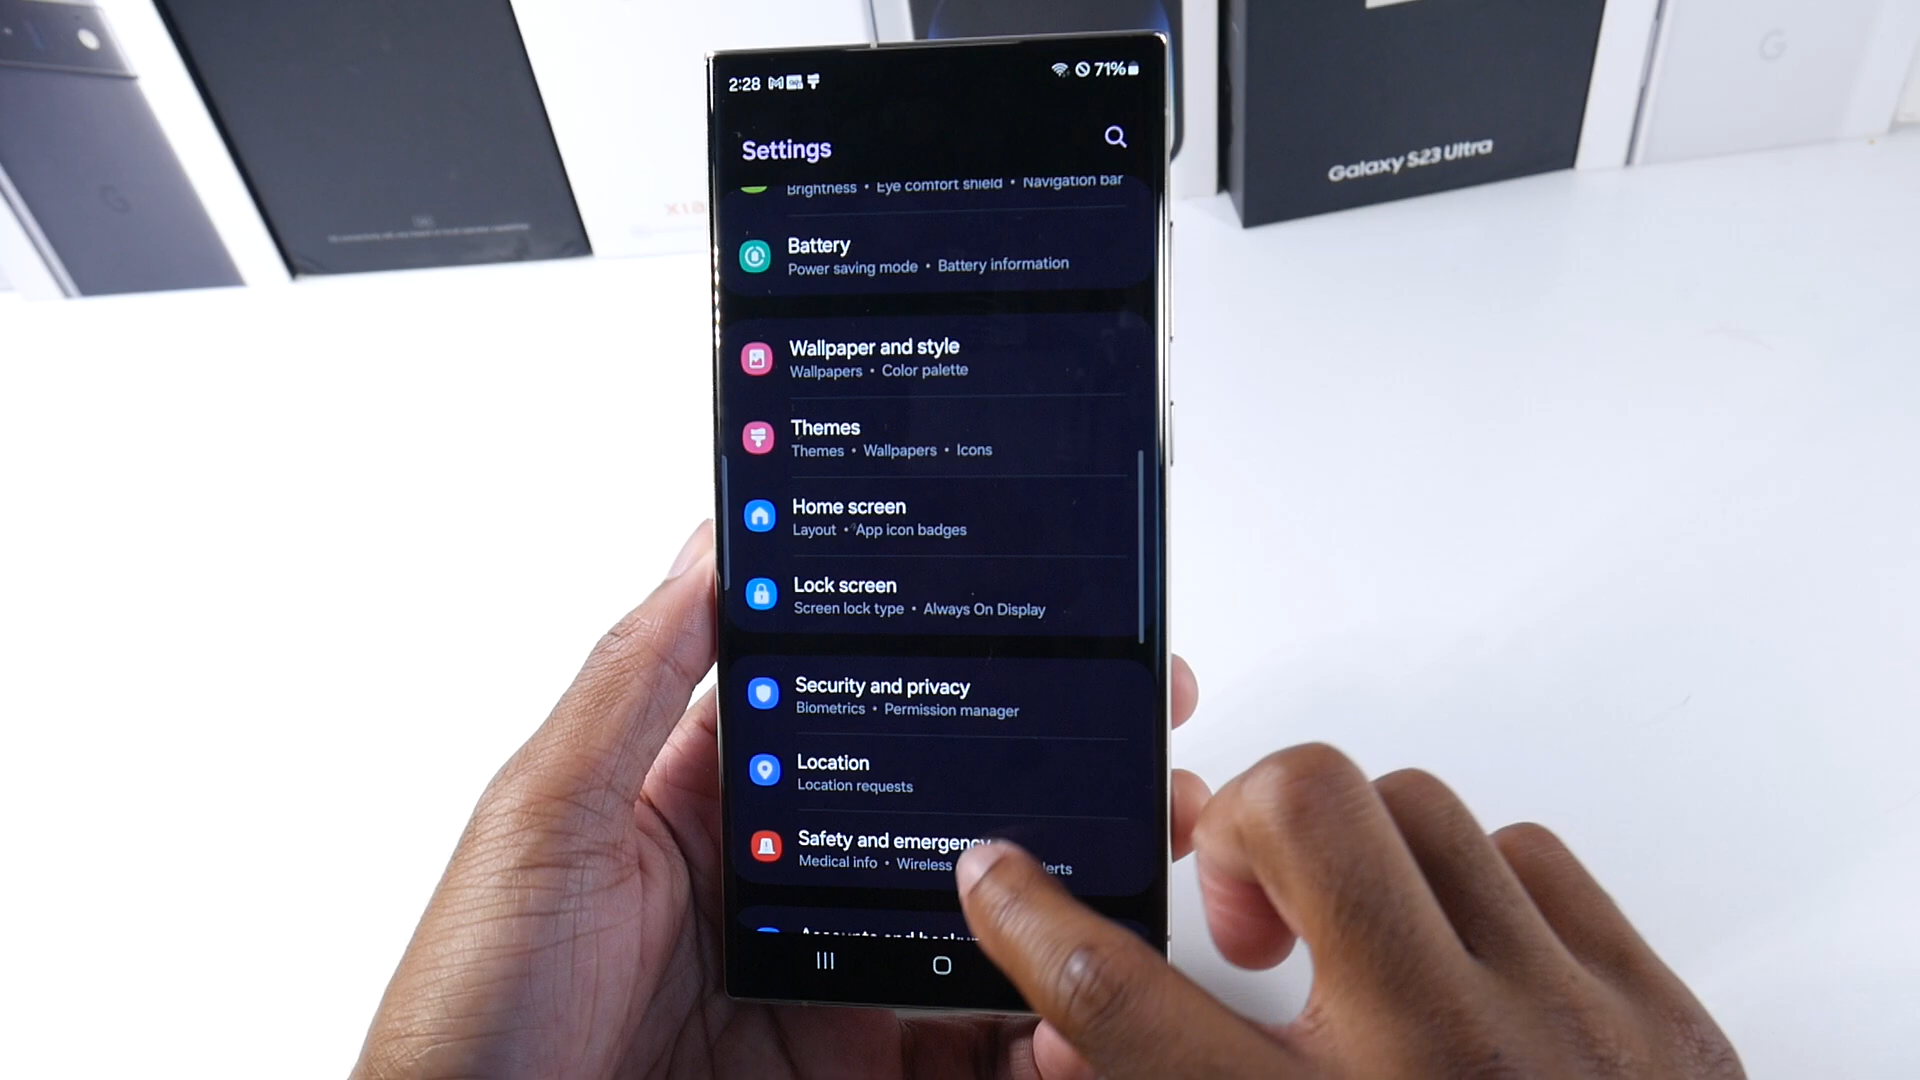 2:28
71%
Settings
Brightness • Eye comfort shield • Navigation bar
Battery
Power saving mode • Battery information
Wallpaper and style
Wallpapers • Color palette
Themes
Themes • Wallpapers • Icons
Home screen
Layout • App icon badges
Lock screen
Screen lock type • Always On Display
Security and privacy
Biometrics • Permission manager
Location
Location requests
Safety and emergency
Medical info • Wireless
Galaxy S23 Ultra
G
G